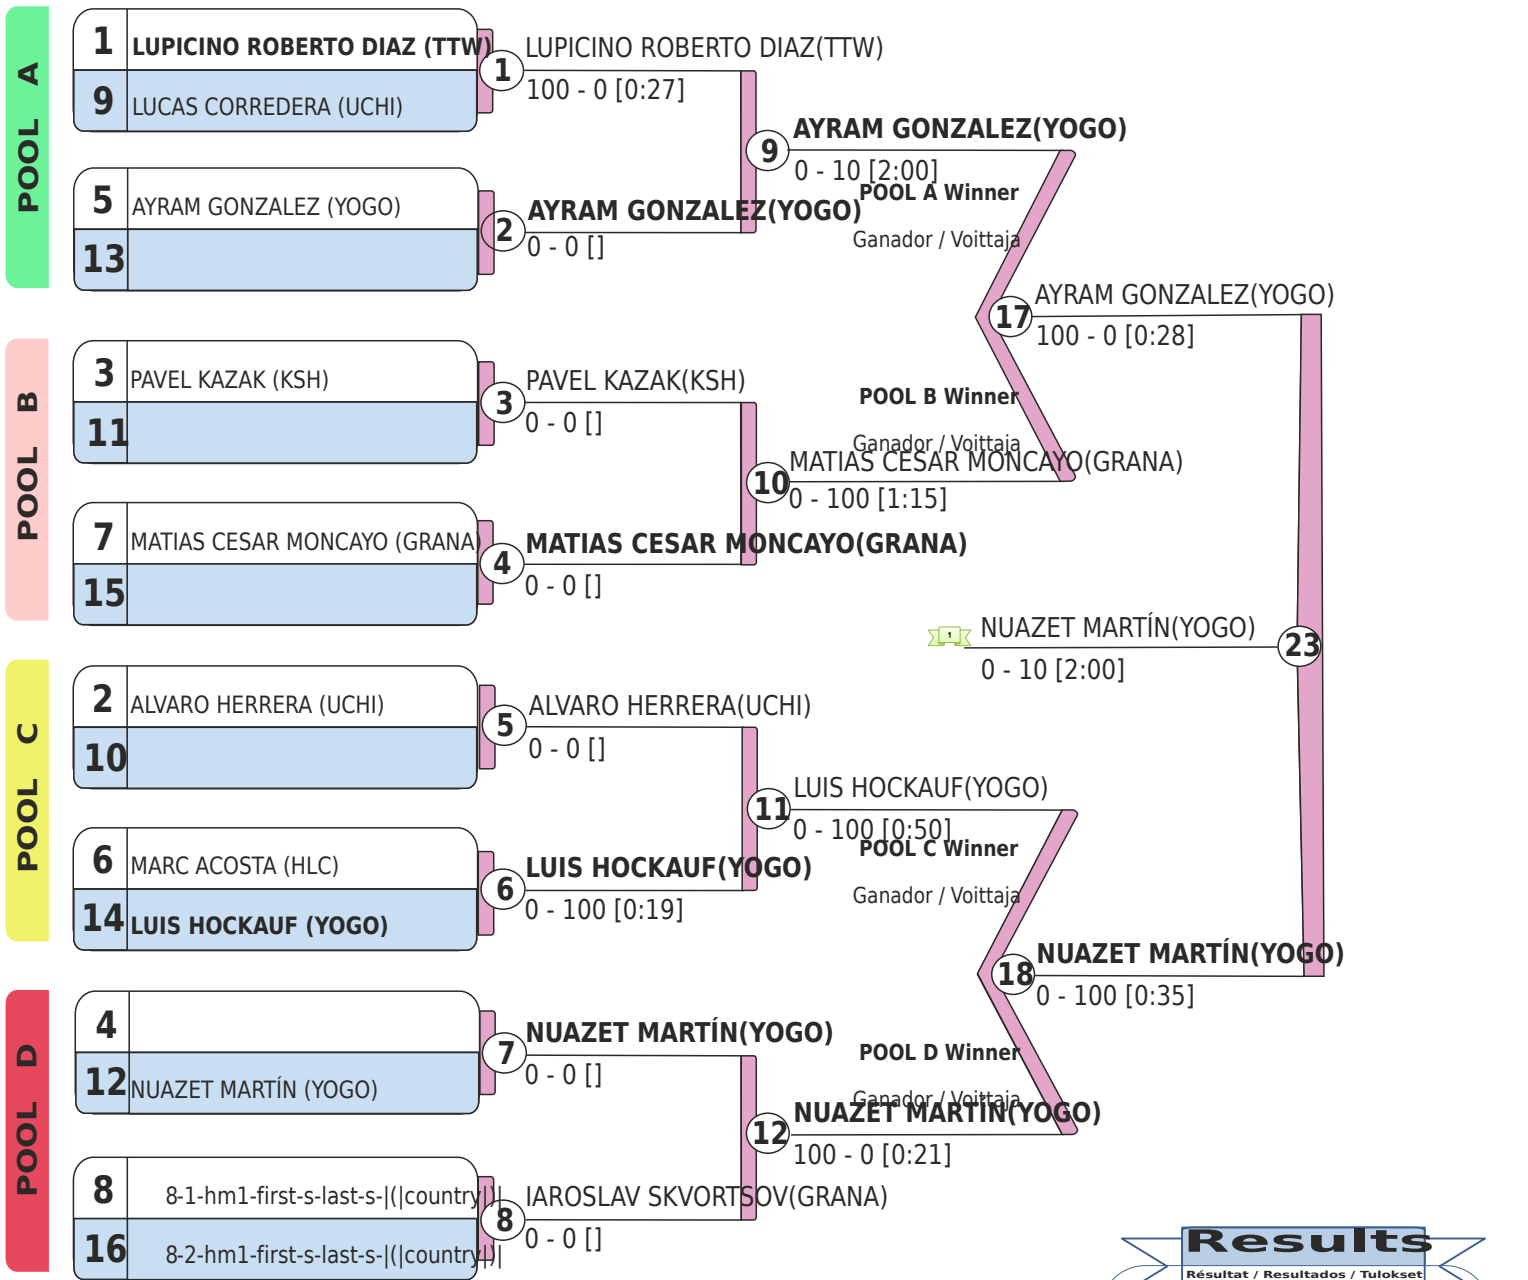 POOL A
1 LUPICINO ROBERTO DIAZ (TTW)
9 LUCAS CORREDERA (UCHI)
1
LUPICINO ROBERTO DIAZ(TTW)
100 - 0 [0:27]
5 AYRAM GONZALEZ (YOGO)
13
2
AYRAM GONZALEZ(YOGO)
0 - 0 []
9
AYRAM GONZALEZ(YOGO)
0 - 10 [2:00]
POOL A Winner
Ganador / Voittaja
17
AYRAM GONZALEZ(YOGO)
100 - 0 [0:28]
POOL B
3 PAVEL KAZAK (KSH)
11
3
PAVEL KAZAK(KSH)
0 - 0 []
7 MATIAS CESAR MONCAYO (GRANA)
15
4
MATIAS CESAR MONCAYO(GRANA)
0 - 0 []
POOL B Winner
Ganador / Voittaja
10
MATIAS CESAR MONCAYO(GRANA)
0 - 100 [1:15]
1
NUAZET MARTÍN(YOGO)
23
0 - 10 [2:00]
POOL C
2 ALVARO HERRERA (UCHI)
10
5
ALVARO HERRERA(UCHI)
0 - 0 []
6 MARC ACOSTA (HLC)
14 LUIS HOCKAUF (YOGO)
6
LUIS HOCKAUF(YOGO)
0 - 100 [0:19]
11
LUIS HOCKAUF(YOGO)
0 - 100 [0:50]
POOL C Winner
Ganador / Voittaja
18
NUAZET MARTÍN(YOGO)
0 - 100 [0:35]
POOL D
4
12 NUAZET MARTÍN (YOGO)
7
NUAZET MARTÍN(YOGO)
0 - 0 []
8 8-1-hm1-first-s-last-s-|(|country|)|
16 8-2-hm1-first-s-last-s-|(|country|)|
8
IAROSLAV SKVORTSOV(GRANA)
0 - 0 []
POOL D Winner
Ganador / Voittaja
12
NUAZET MARTÍN(YOGO)
100 - 0 [0:21]
Results
Résultat / Resultados / Tulokset